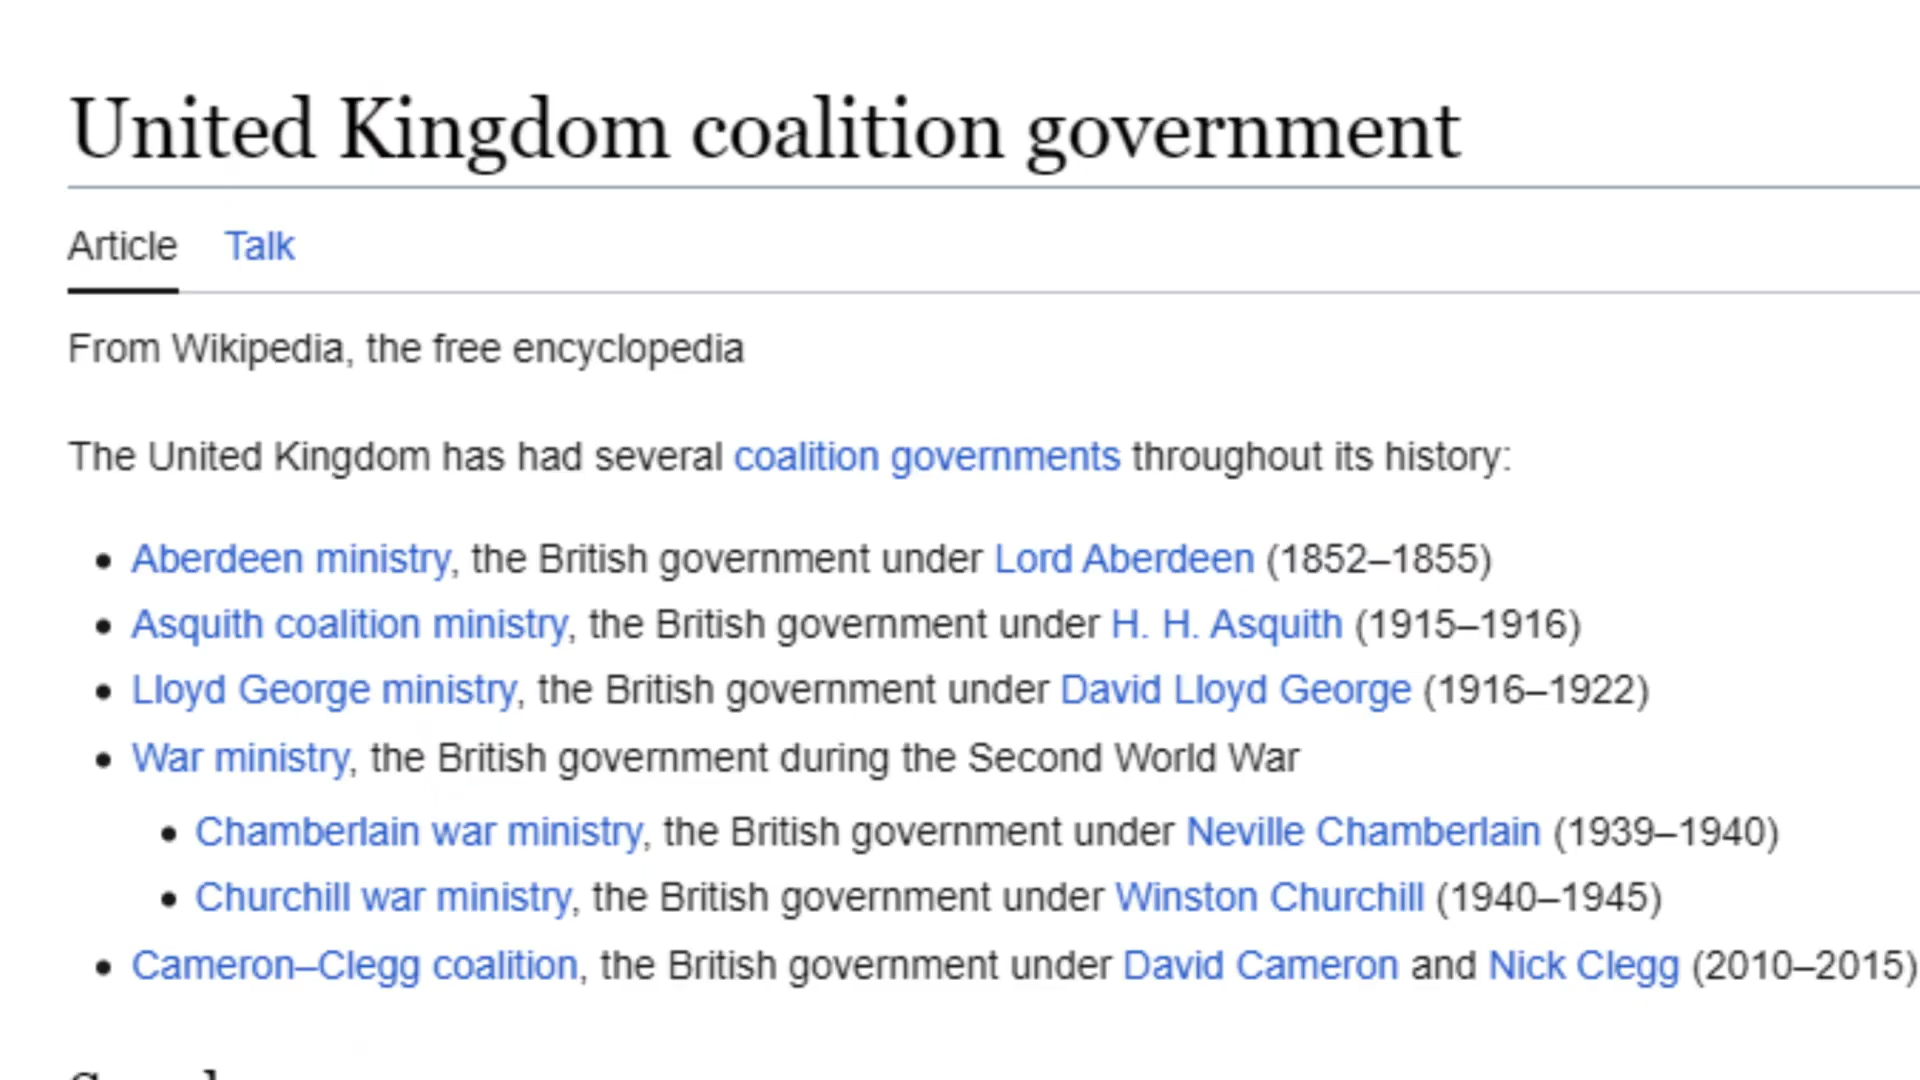 United Kingdom coalition government
Article Talk
From Wikipedia, the free encyclopedia
The United Kingdom has had several coalition governments throughout its history:
• Aberdeen ministry, the British government under Lord Aberdeen (1852–1855)
• Asquith coalition ministry, the British government under H. H. Asquith (1915–1916)
• Lloyd George ministry, the British government under David Lloyd George (1916–1922)
• War ministry, the British government during the Second World War
• Chamberlain war ministry, the British government under Neville Chamberlain (1939–1940)
• Churchill war ministry, the British government under Winston Churchill (1940–1945)
• Cameron–Clegg coalition, the British government under David Cameron and Nick Clegg (2010–2015)